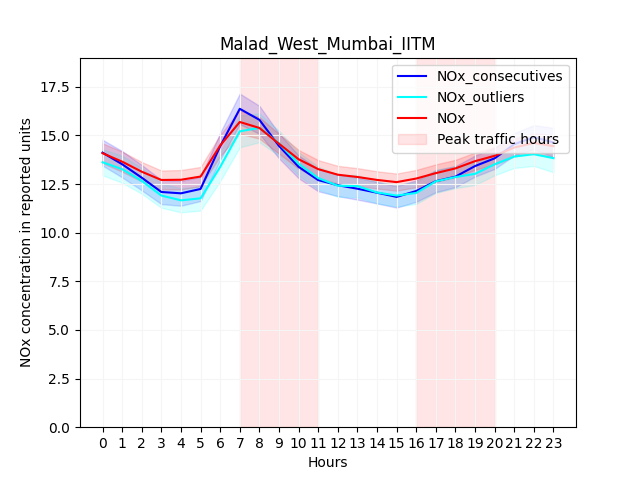 Malad_West_Mumbai_IITM
NOx_consecutives
NOx_outliers
NOx
Peak traffic hours
NOx concentration in reported units
17.5
15.0
12.5
10.0
7.5
5.0
2.5
0.0
0 1 2 3 4 5 6 7 8 9 10 11 12 13 14 15 16 17 18 19 20 21 22 23
Hours